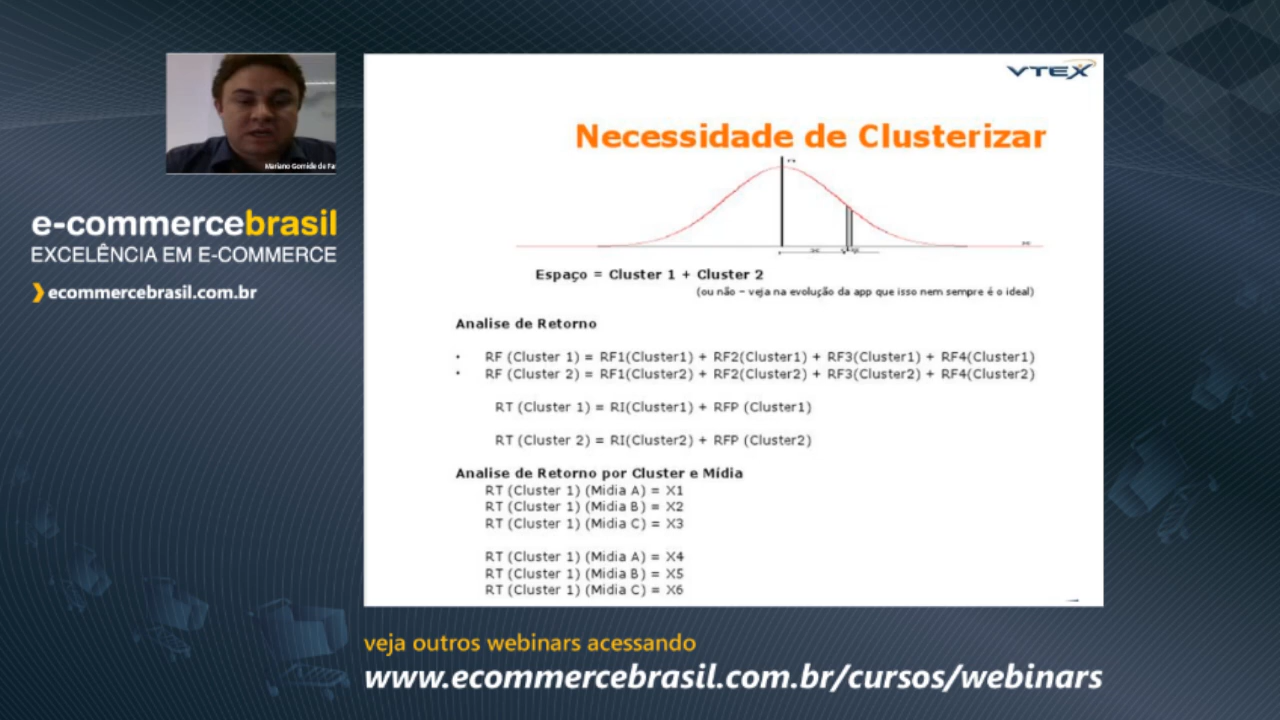 VTEX
Necessidade de Clusterizar
Espaço = Cluster 1 + Cluster 2
(ou não – veja na evolução da app que isso nem sempre é o ideal)
Analise de Retorno
• RF (Cluster 1) = RF1(Cluster1) + RF2(Cluster1) + RF3(Cluster1) + RF4(Cluster1)
• RF (Cluster 2) = RF1(Cluster2) + RF2(Cluster2) + RF3(Cluster2) + RF4(Cluster2)
RT (Cluster 1) = RI(Cluster1) + RFP (Cluster1)
RT (Cluster 2) = RI(Cluster2) + RFP (Cluster2)
Analise de Retorno por Cluster e Mídia
RT (Cluster 1) (Midia A) = X1
RT (Cluster 1) (Midia B) = X2
RT (Cluster 1) (Midia C) = X3
RT (Cluster 1) (Midia A) = X4
RT (Cluster 1) (Midia B) = X5
RT (Cluster 1) (Midia C) = X6
Mariano Gomide de Fa
e-commercebrasil
EXCELÊNCIA EM E-COMMERCE
ecommercebrasil.com.br
veja outros webinars acessando
www.ecommercebrasil.com.br/cursos/webinars